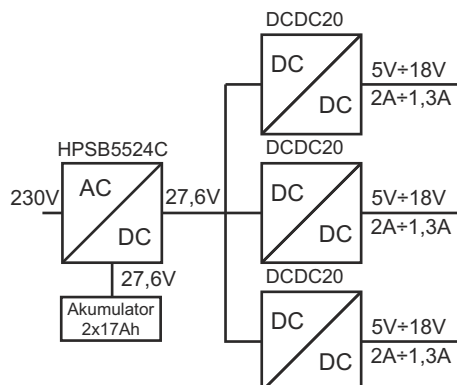 DCDC20
DC
DC
5V÷18V
2A÷1,3A
HPSB5524C
230V
AC
DC
27,6V
DCDC20
DC
DC
5V÷18V
2A÷1,3A
27,6V
Akumulator
2x17Ah
DCDC20
DC
DC
5V÷18V
2A÷1,3A